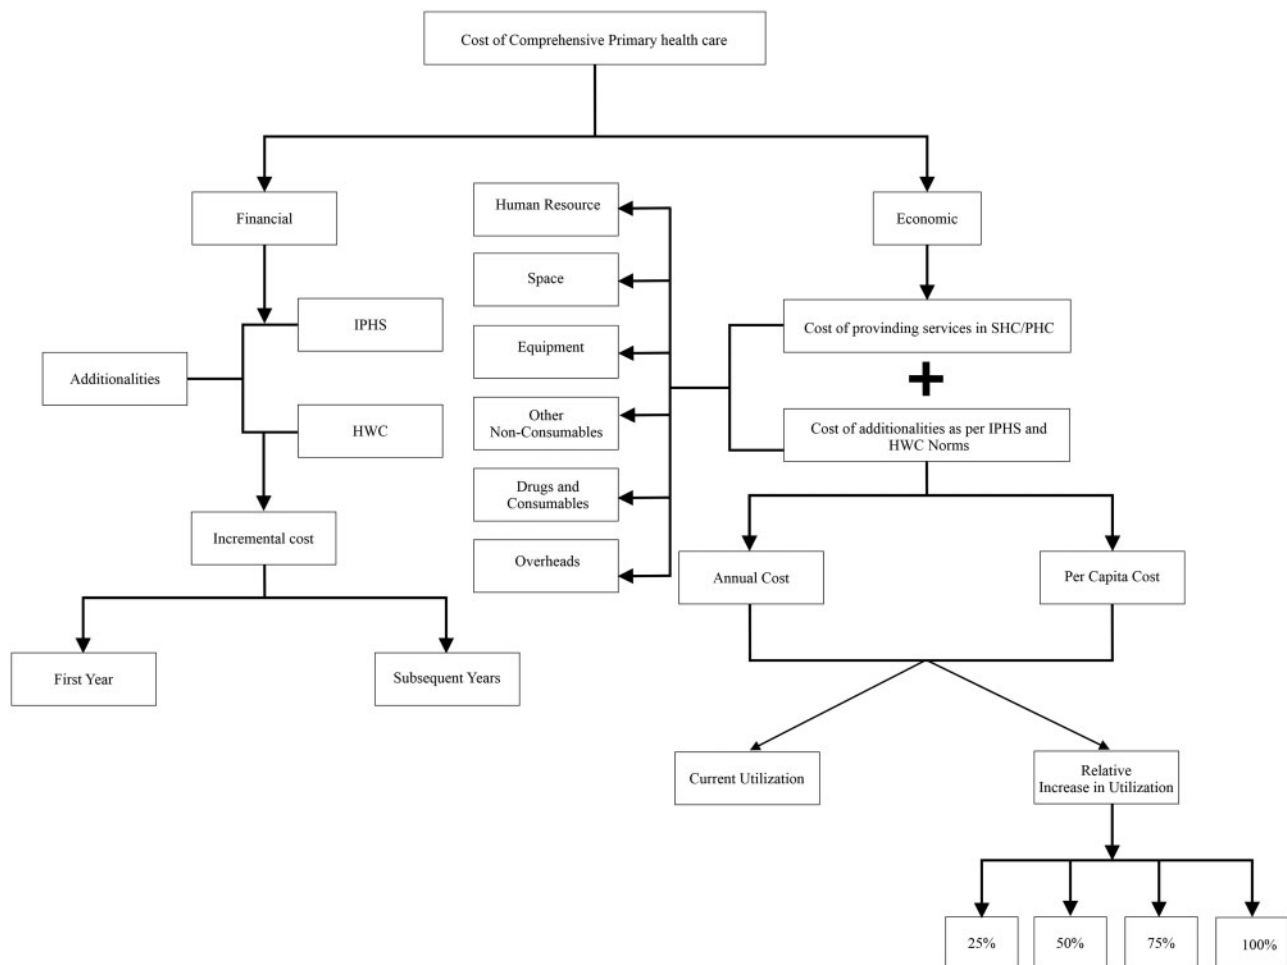 Cost of Comprehensive Primary health care
Financial
Human Resource
Economic
Space
IPHS
Cost of provinding services in SHC/PHC
Equipment
Additionalities
Other
Non-Consumables
HWC
Cost of additionalities as per IPHS and
HWC Norms
Drugs and
Consumables
Incremental cost
Overheads
Annual Cost
Per Capita Cost
First Year
Subsequent Years
Current Utilization
Relative
Increase in Utilization
25%
50%
75%
100%